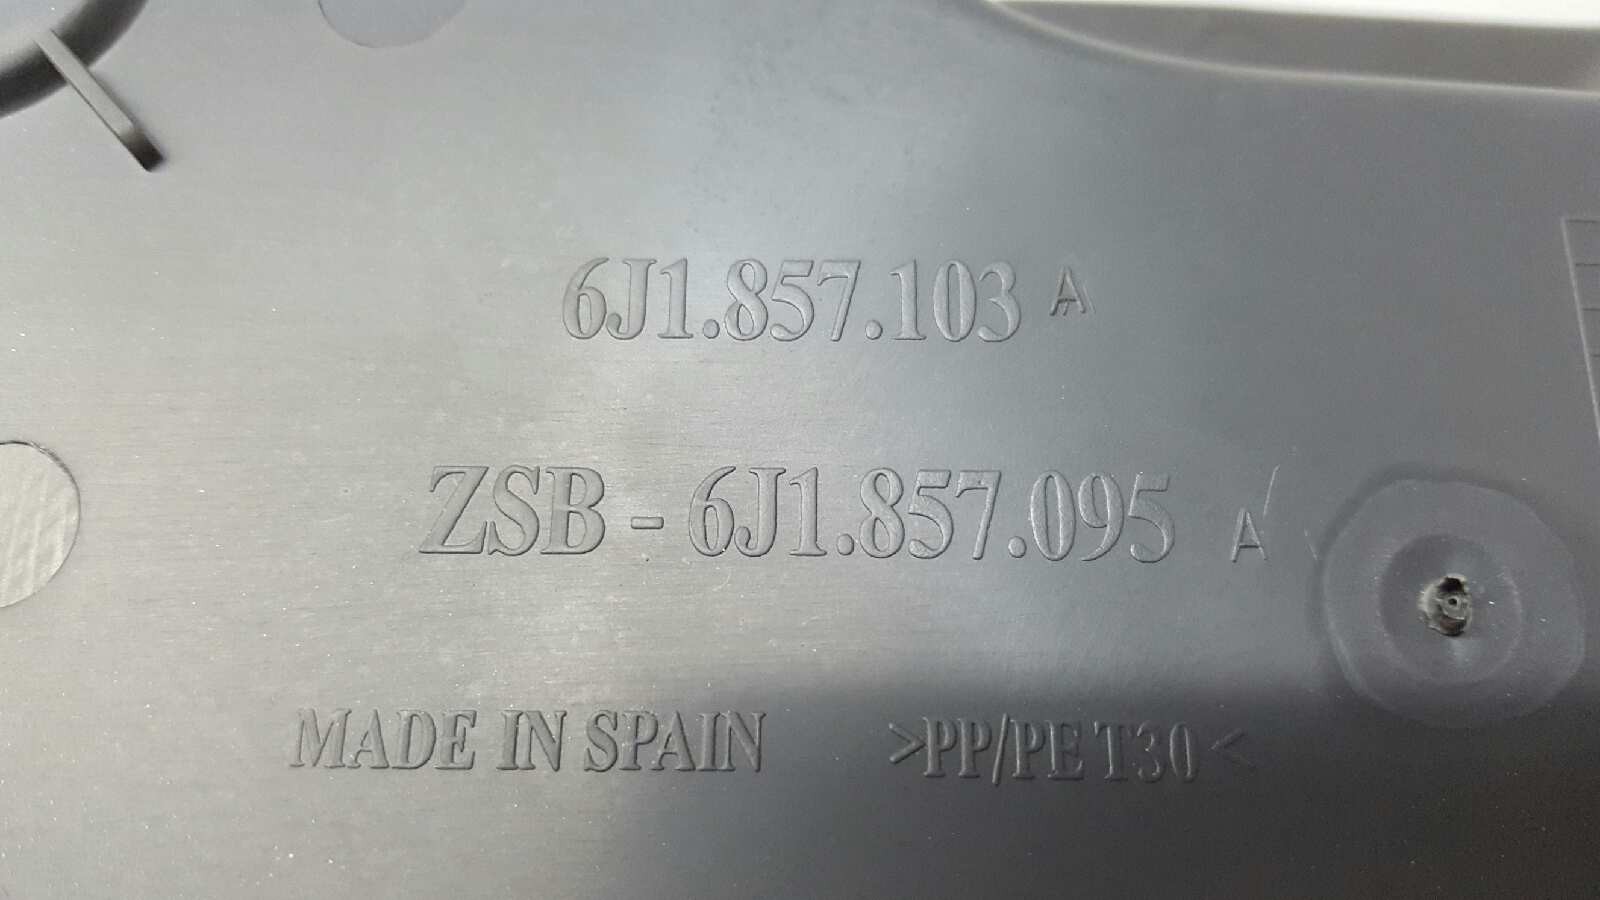 6J1.857.103 A
ZSB - 6J1.857.095 A
MADE IN SPAIN >PP/PE T30<